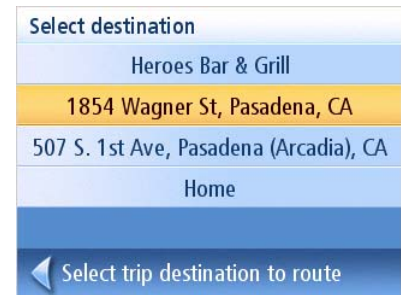 Select destination
Heroes Bar & Grill
1854 Wagner St, Pasadena, CA
507 S. 1st Ave, Pasadena (Arcadia), CA
Home
Select trip destination to route